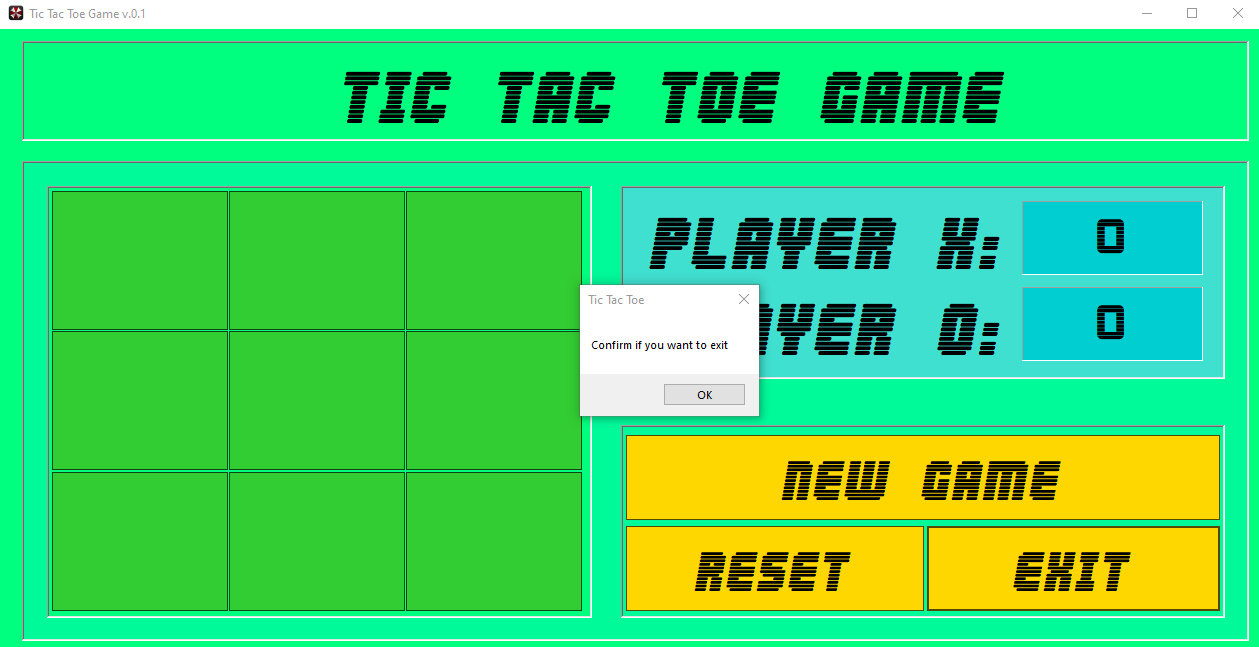 Tic Tac Toe Game v.0.1
TIC TAC TOE GAME
PLAYER X: 0
AYER O: 0
Tic Tac Toe
Confirm if you want to exit
OK
NEW GAME
RESET EXIT